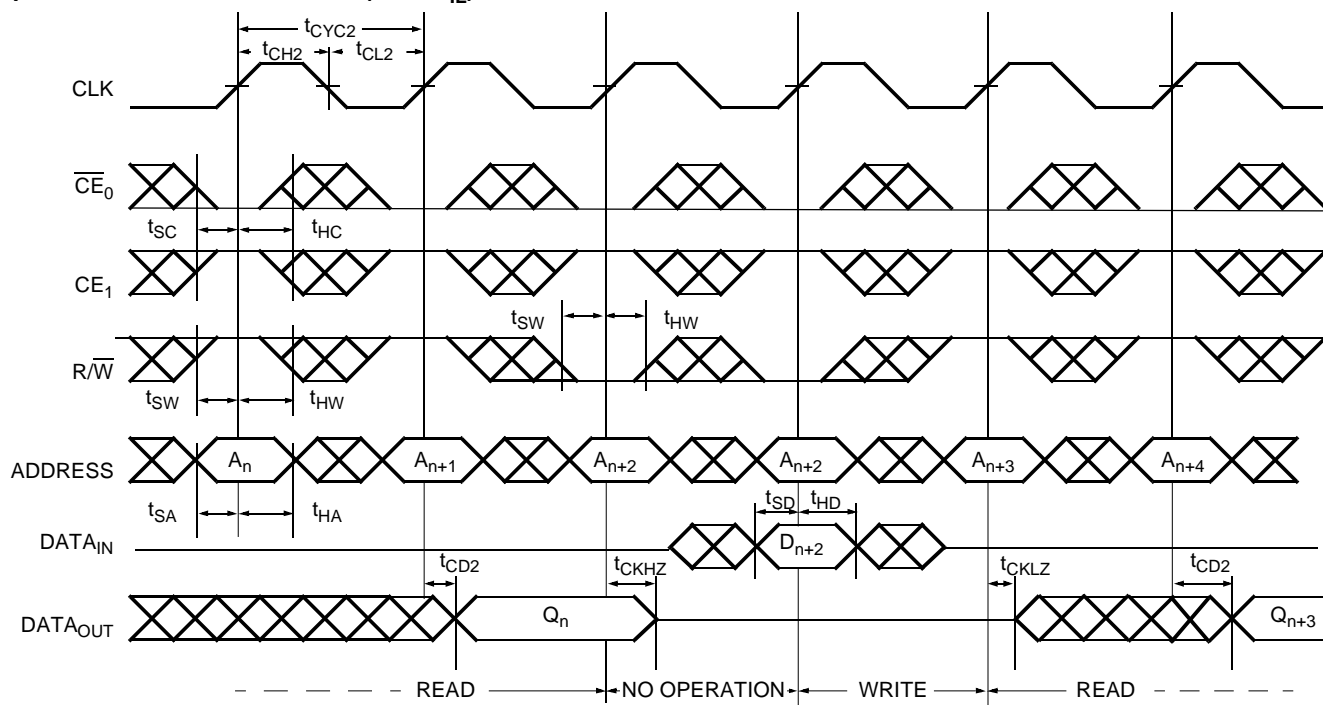 tCYC2
tCH2 tCL2
CLK
CE0
tSC tHC
CE1
tSW tHW
R/W
tSW tHW
ADDRESS An An+1 An+2 An+2 An+3 An+4
tSA tHA tSD tHD
DATAIN Dn+2
tCD2 tCKHZ tCKLZ tCD2
DATAOUT Qn Qn+3
READ NO OPERATION WRITE READ